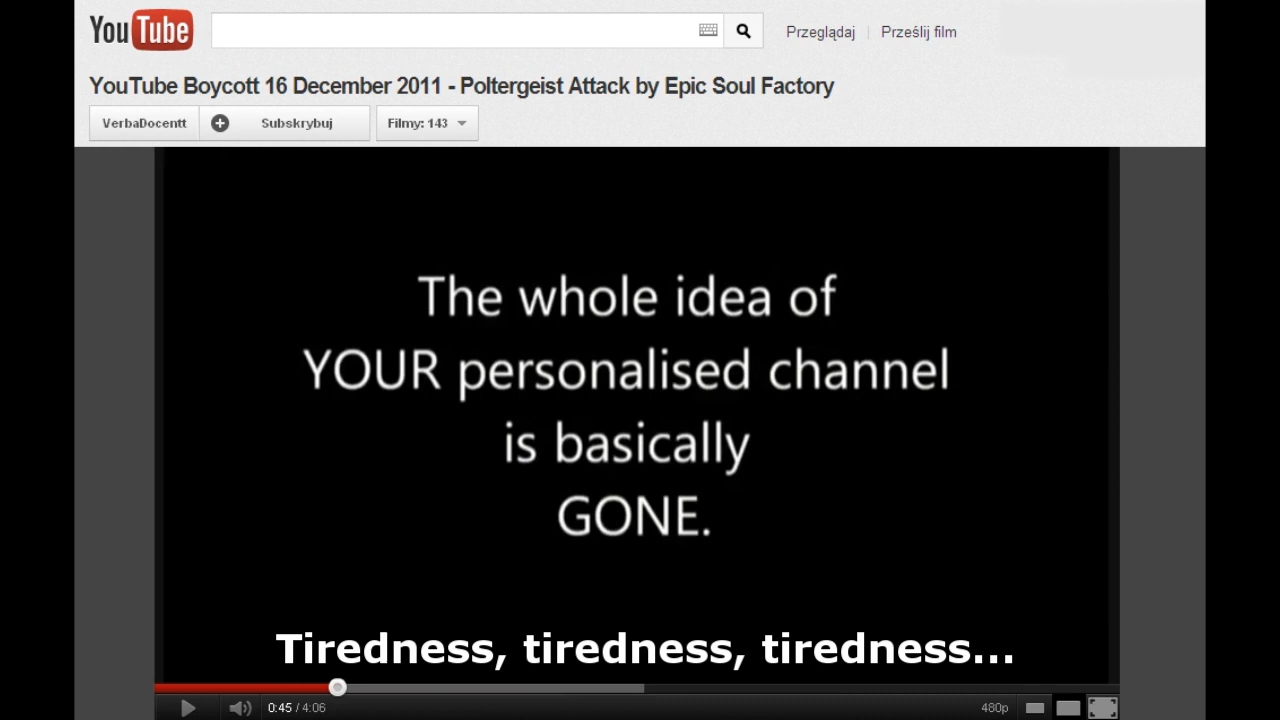 YouTube
Przeglądaj | Prześlij film
YouTube Boycott 16 December 2011 - Poltergeist Attack by Epic Soul Factory
VerbaDocentt Subskrybuj Filmy: 143
The whole idea of
YOUR personalised channel
is basically
GONE.
Tiredness, tiredness, tiredness...
0:45 / 4:06 480p